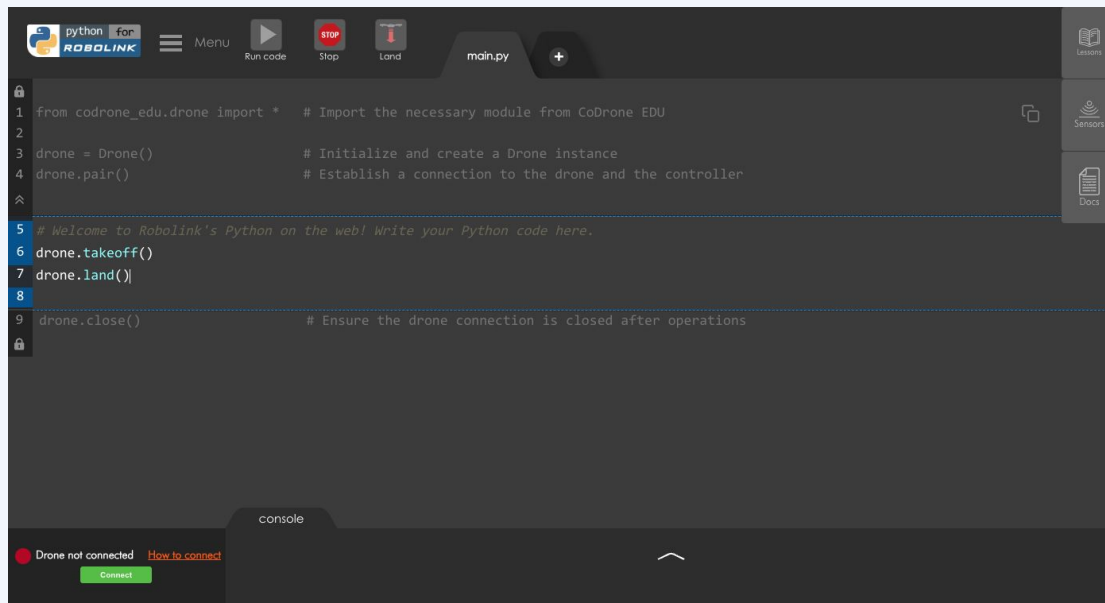 python for
ROBOLINK
Menu
Run code
STOP
Stop
Land
main.py
+
Lessons
1 from codrone_edu.drone import * # Import the necessary module from CoDrone EDU
2
3 drone = Drone() # Initialize and create a Drone instance
4 drone.pair() # Establish a connection to the drone and the controller
Sensors
Docs
5 # Welcome to Robolink's Python on the web! Write your Python code here.
6 drone.takeoff()
7 drone.land()
8
9 drone.close() # Ensure the drone connection is closed after operations
console
Drone not connected How to connect
Connect